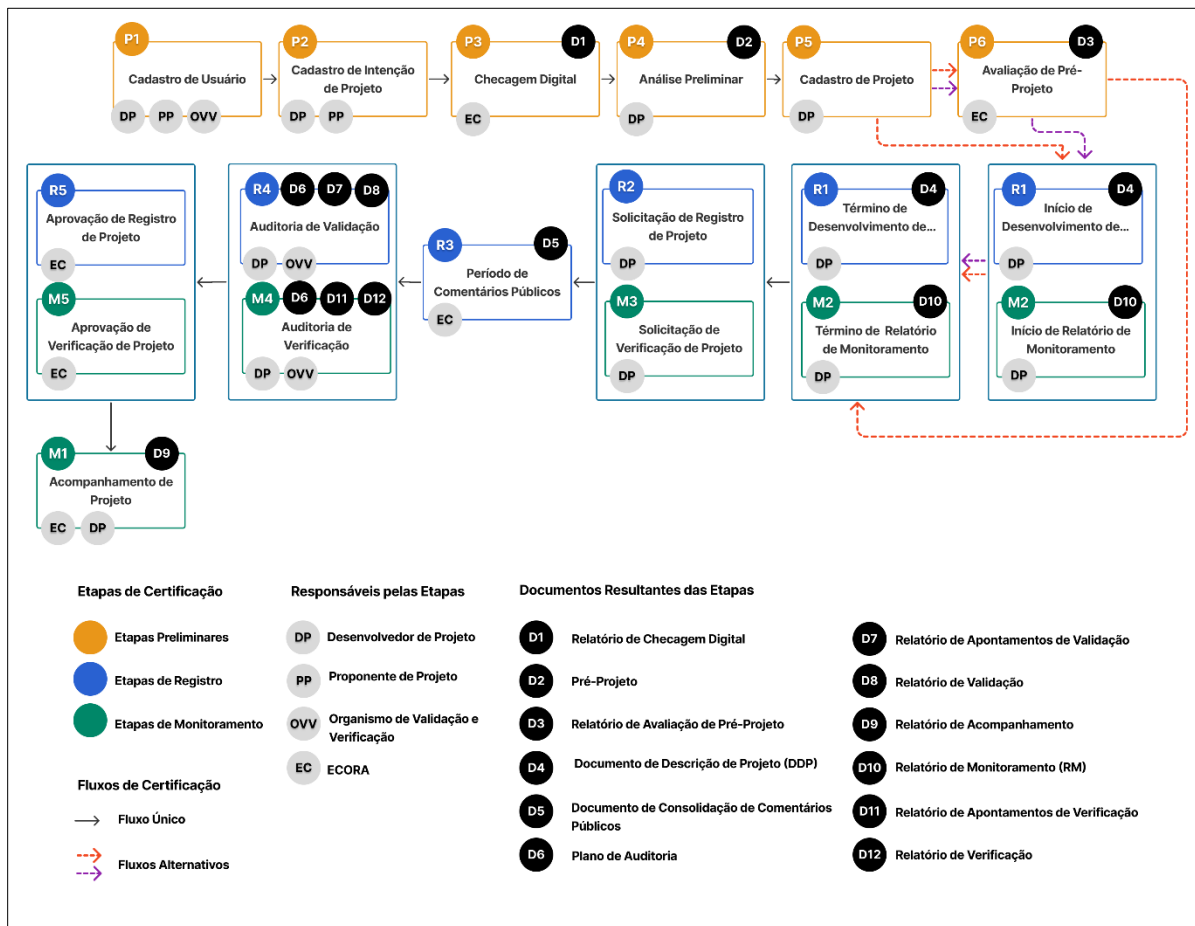 P1
Cadastro de Usuário
DP PP OVV
P2
Cadastro de Intenção
de Projeto
DP PP
P3 D1
Checagem Digital
EC
P4 D2
Análise Preliminar
DP
P5
Cadastro de Projeto
DP
P6 D3
Avaliação de Pré-
Projeto
EC
R5
Aprovação de Registro
de Projeto
EC
M5
Aprovação de
Verificação de Projeto
EC
R4 D6 D7 D8
Auditoria de Validação
DP OVV
M4 D6 D11 D12
Auditoria de
Verificação
DP OVV
R3 D5
Período de
Comentários Públicos
EC
R2
Solicitação de Registro
de Projeto
DP
M3
Solicitação de
Verificação de Projeto
DP
R1 D4
Término de
Desenvolvimento de...
DP
M2 D10
Término de Relatório
de Monitoramento
DP
R1 D4
Início de
Desenvolvimento de...
DP
M2 D10
Início de Relatório de
Monitoramento
DP
M1 D9
Acompanhamento de
Projeto
EC DP
Etapas de Certificação
Etapas Preliminares
Etapas de Registro
Etapas de Monitoramento
Fluxos de Certificação
Fluxo Único
Fluxos Alternativos
Responsáveis pelas Etapas
DP Desenvolvedor de Projeto
PP Proponente de Projeto
OVV Organismo de Validação e
Verificação
EC ECORA
Documentos Resultantes das Etapas
D1 Relatório de Checagem Digital
D2 Pré-Projeto
D3 Relatório de Avaliação de Pré-Projeto
D4 Documento de Descrição de Projeto (DDP)
D5 Documento de Consolidação de Comentários
Públicos
D6 Plano de Auditoria
D7 Relatório de Apontamentos de Validação
D8 Relatório de Validação
D9 Relatório de Acompanhamento
D10 Relatório de Monitoramento (RM)
D11 Relatório de Apontamentos de Verificação
D12 Relatório de Verificação